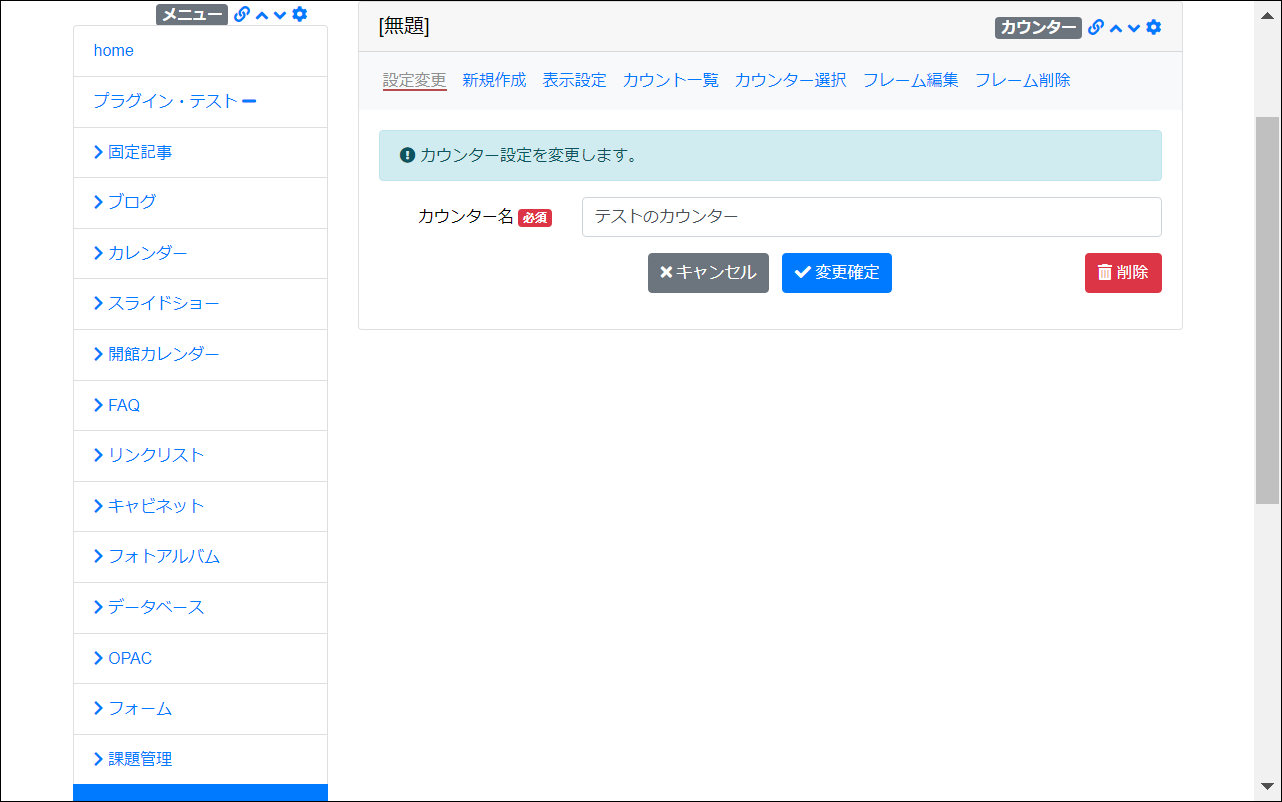 メニュー
home
プラグイン・テスト
固定記事
ブログ
カレンダー
スライドショー
開館カレンダー
FAQ
リンクリスト
キャビネット
フォトアルバム
データベース
OPAC
フォーム
課題管理
[無題] カウンター
設定変更 新規作成 表示設定 カウント一覧 カウンター選択 フレーム編集 フレーム削除
カウンター設定を変更します。
カウンター名 必須 テストのカウンター
キャンセル 変更確定 削除